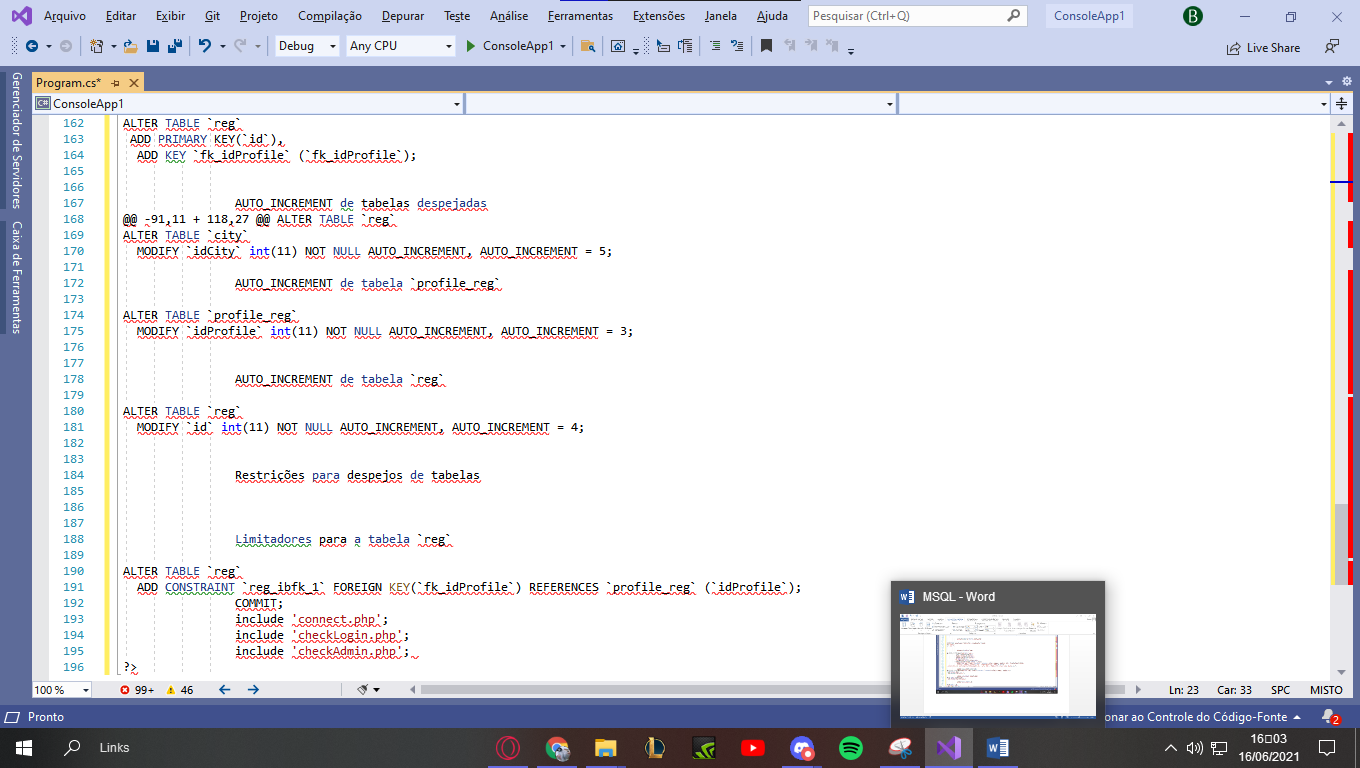 Arquivo Editar Exibir Git Projeto Compilação Depurar Teste Análise Ferramentas Extensões Janela Ajuda Pesquisar (Ctrl+Q) ConsoleApp1 B
Debug Any CPU ConsoleApp1 Live Share
Program.cs*
C# ConsoleApp1
Gerenciador de Servidores
Caixa de Ferramentas
162 ALTER TABLE `reg`
163 ADD PRIMARY KEY(`id`),
164 ADD KEY `fk_idProfile` (`fk_idProfile`);
165
166
167 AUTO_INCREMENT de tabelas despejadas
168 @@ -91,11 + 118,27 @@ ALTER TABLE `reg`
169 ALTER TABLE `city`
170 MODIFY `idCity` int(11) NOT NULL AUTO_INCREMENT, AUTO_INCREMENT = 5;
171
172 AUTO_INCREMENT de tabela `profile_reg`
173
174 ALTER TABLE `profile_reg`
175 MODIFY `idProfile` int(11) NOT NULL AUTO_INCREMENT, AUTO_INCREMENT = 3;
176
177
178 AUTO_INCREMENT de tabela `reg`
179
180 ALTER TABLE `reg`
181 MODIFY `id` int(11) NOT NULL AUTO_INCREMENT, AUTO_INCREMENT = 4;
182
183
184 Restrições para despejos de tabelas
185
186
187
188 Limitadores para a tabela `reg`
189
190 ALTER TABLE `reg`
191 ADD CONSTRAINT `reg_ibfk_1` FOREIGN KEY(`fk_idProfile`) REFERENCES `profile_reg` (`idProfile`);
192 COMMIT;
193 include 'connect.php';
194 include 'checkLogin.php';
195 include 'checkAdmin.php';
196 ?>
MSQL - Word
100 % 99+ 46 Ln: 23 Car: 33 SPC MISTO
Pronto onar ao Controle do Código-Fonte 2
Links 16:03
16/06/2021